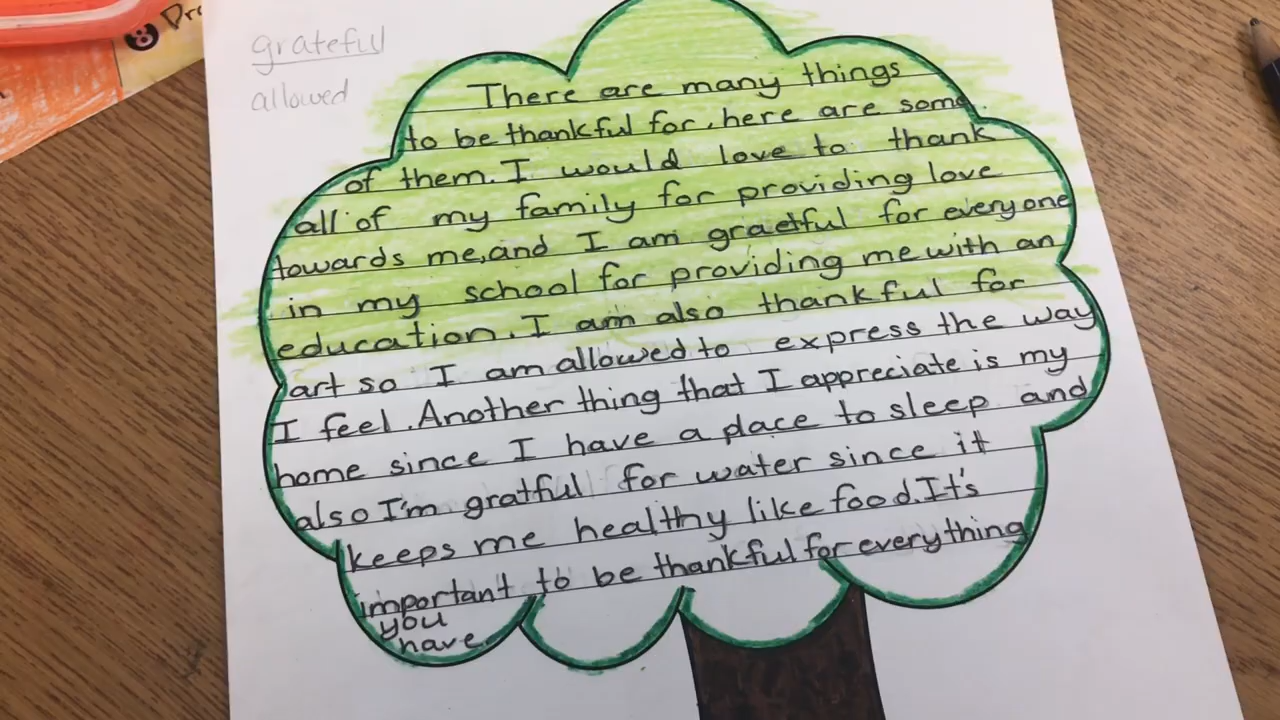 8 Dr
grateful
allowed
There are many things
to be thankful for, here are some
of them. I would love to thank
all of my family for providing love
towards me, and I am graetful for everyone
in my school for providing me with an
education. I am also thankful for
art so I am allowed to express the way
I feel. Another thing that I appreciate is my
home since I have a place to sleep and
also I'm gratful for water since it
keeps me healthy like food. It's
important to be thankful for everything
you
have.